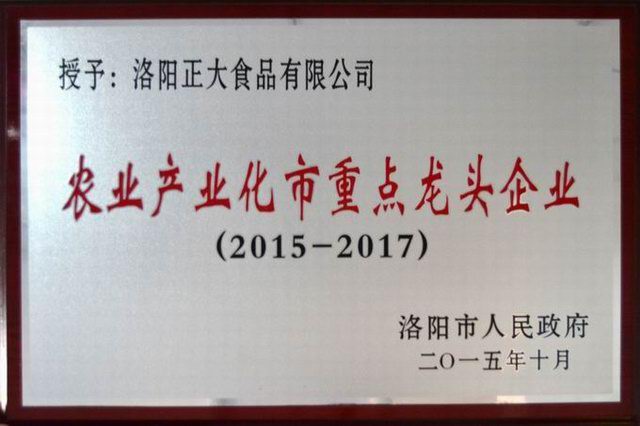 授予：洛阳正大食品有限公司
农业产业化市重点龙头企业
(2015-2017)
洛阳市人民政府
二〇一五年十月